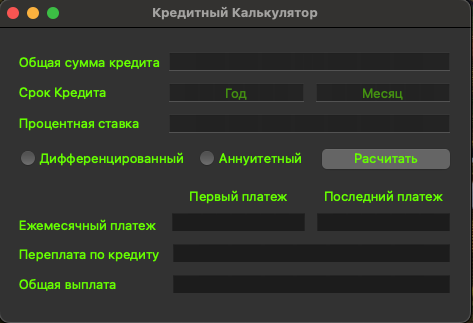 Кредитный Калькулятор
Общая сумма кредита
Срок Кредита Год Месяц
Процентная ставка
Дифференцированный Аннуитетный Расчитать
Первый платеж Последний платеж
Ежемесячный платеж
Переплата по кредиту
Общая выплата